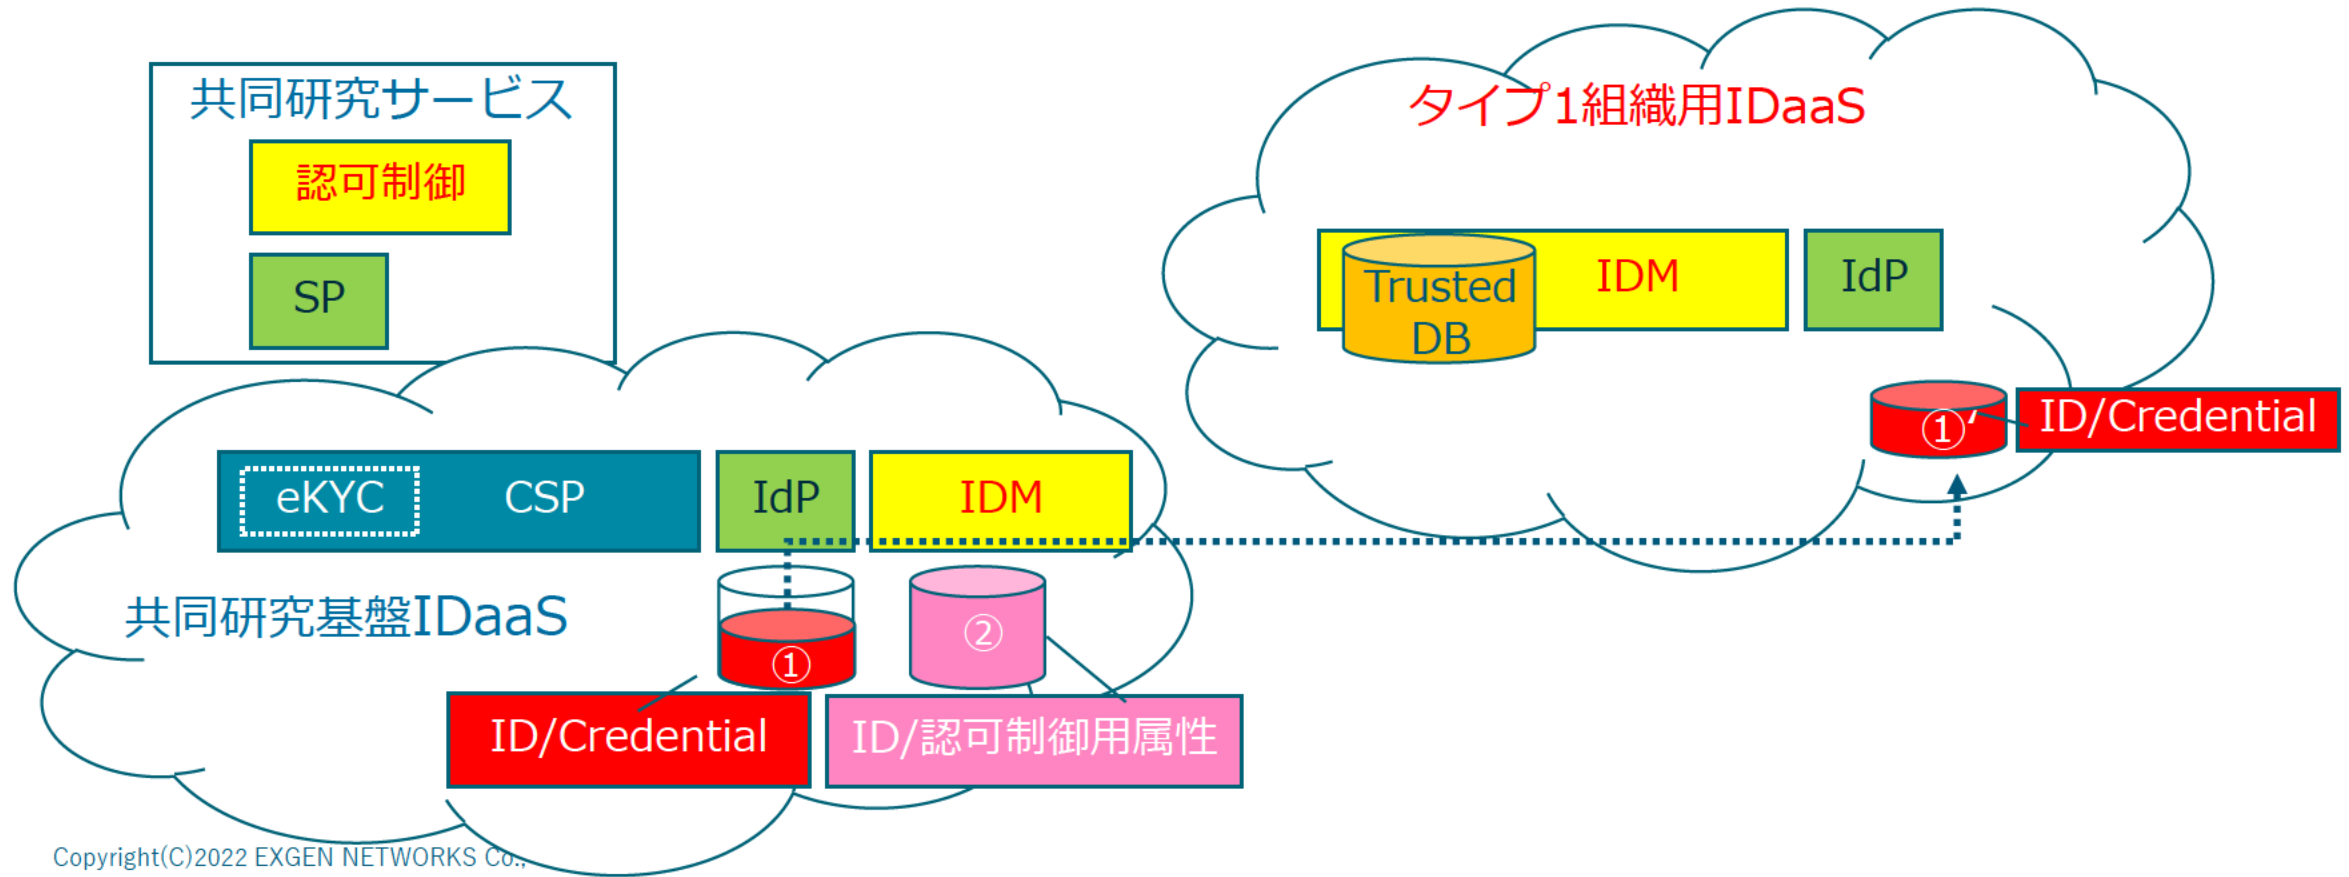 共同研究サービス
認可制御
SP
タイプ1組織用IDaaS
Trusted
DB
IDM
IdP
①’
ID/Credential
eKYC
CSP
IdP
IDM
共同研究基盤IDaaS
①
②
ID/Credential
ID/認可制御用属性
Copyright(C)2022 EXGEN NETWORKS Co.,